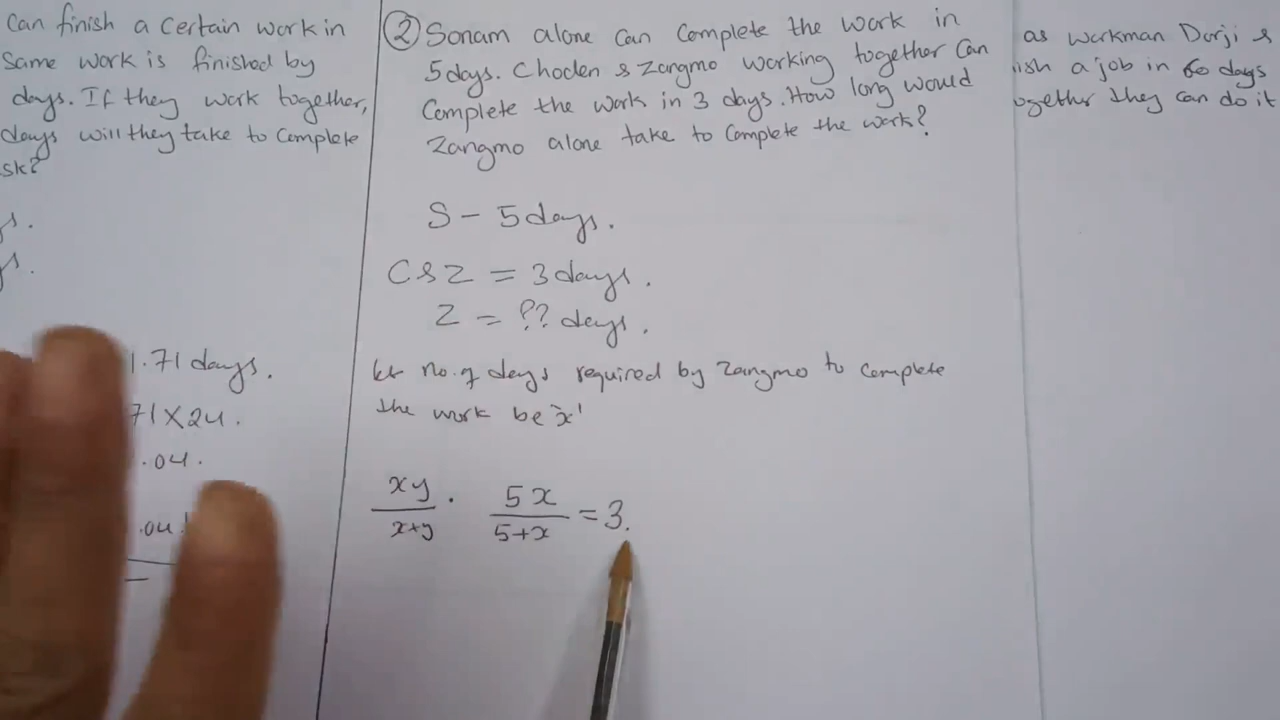 Can finish a certain work in
Same work is finished by
days. If they work together,
days will they take to complete
sk?
1.71 days.
71 X 24.
.04.
.04
② Sonam alone can complete the work in
5 days. Choden & Zangmo working together can
Complete the work in 3 days. How long would
Zangmo alone take to complete the work?
S - 5 days.
C & Z = 3 days.
Z = ?? days.
let no. of days required by Zangmo to complete
the work be 'x'
xy/x+y . 5x/5+x = 3.
as workman Dorji &
ish a job in 60 days
ogether they can do it